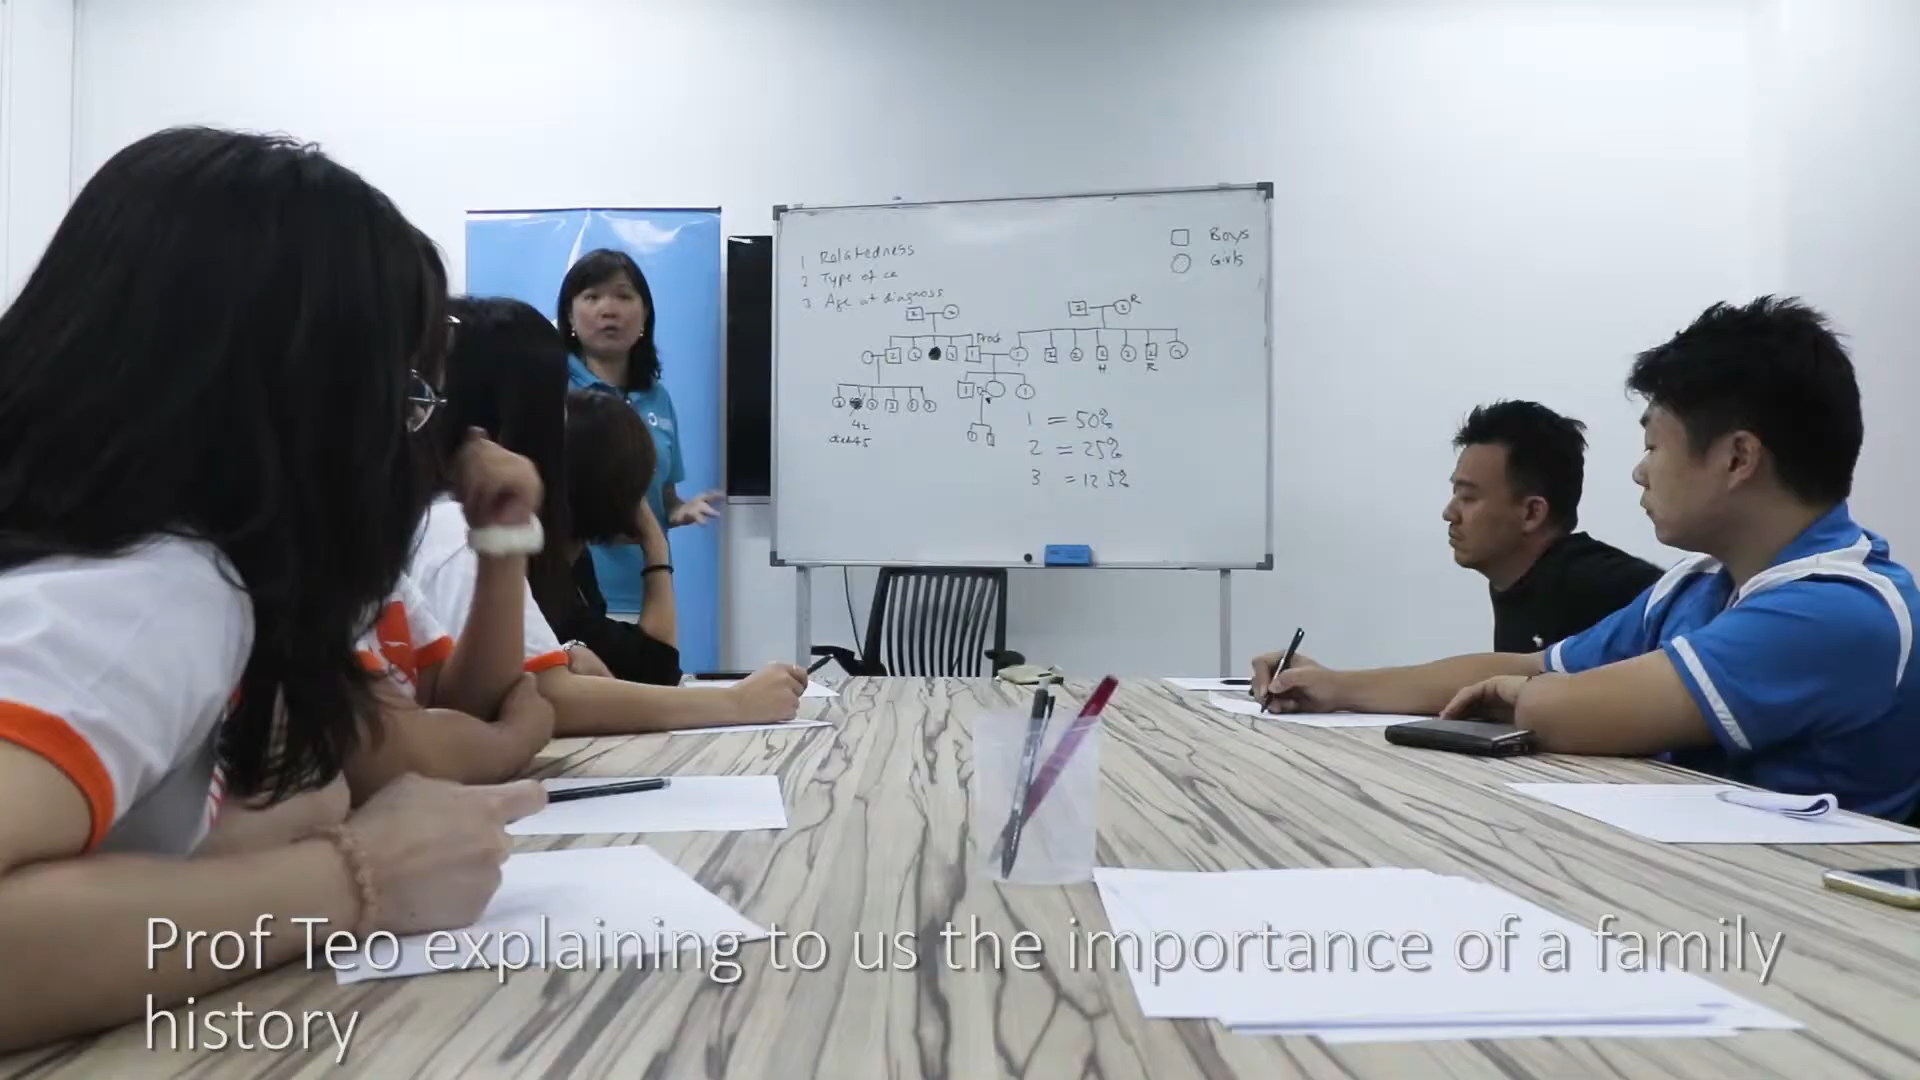 1 Relatedness
2 Type of ca
3 Age at diagnosis
Boys
Girls
R
H
R
42
1 = 50%
2 = 25%
3 = 12.5%
Prof Teo explaining to us the importance of a family
history